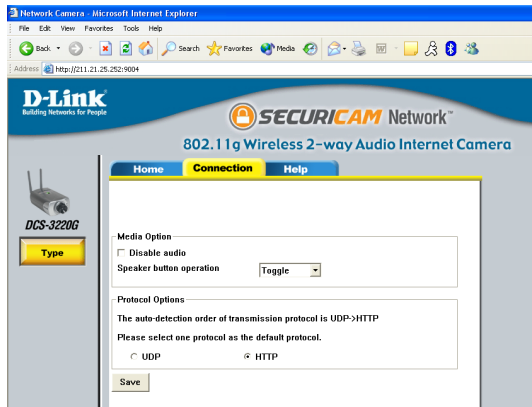 Network Camera - Microsoft Internet Explorer
File Edit View Favorites Tools Help
Back Search Favorites Media
Address http://211.21.25.252:9004
D-Link
Building Networks for People
SECURICAM Network™
802.11g Wireless 2-way Audio Internet Camera
Home Connection Help
DCS-3220G
Type
Media Option
Disable audio
Speaker button operation Toggle
Protocol Options
The auto-detection order of transmission protocol is UDP->HTTP
Please select one protocol as the default protocol.
UDP HTTP
Save